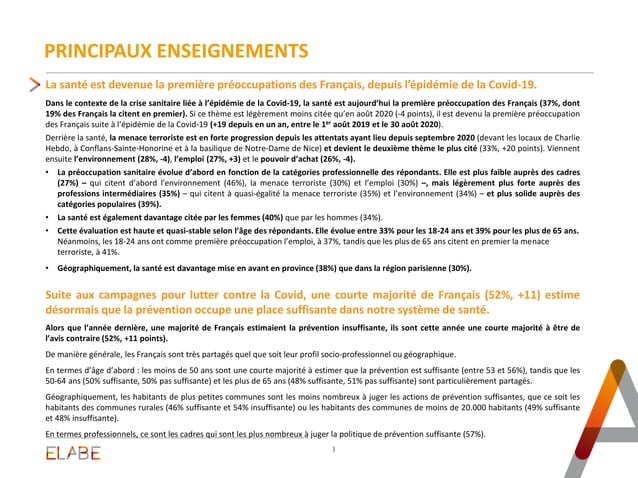 PRINCIPAUX ENSEIGNEMENTS
La santé est devenue la première préoccupations des Français, depuis l'épidémie de la Covid-19.
Dans le contexte de la crise sanitaire liée à l'épidémie de la Covid-19, la santé est aujourd'hui la première préoccupation des Français (37%, dont
19% des Français la citent en premier). Si ce thème est légèrement moins citée qu'en août 2020 (-4 points), il est devenu la première préoccupation
des Français suite à l'épidémie de la Covid-19 (+19 depuis en un an, entre le 1er août 2019 et le 30 août 2020).
Derrière la santé, la menace terroriste est en forte progression depuis les attentats ayant lieu depuis septembre 2020 (devant les locaux de Charlie
Hebdo, à Conflans-Sainte-Honorine et à la basilique de Notre-Dame de Nice) et devient le deuxième thème le plus cité (33%, +20 points). Viennent
ensuite l'environnement (28%, -4), l'emploi (27%, +3) et le pouvoir d'achat (26%, -4).
• La préoccupation sanitaire évolue d'abord en fonction de la catégories professionnelle des répondants. Elle est plus faible auprès des cadres
(27%) – qui citent d'abord l'environnement (46%), la menace terroriste (30%) et l'emploi (30%) –, mais légèrement plus forte auprès des
professions intermédiaires (35%) – qui citent à quasi-égalité la menace terroriste (35%) et l'environnement (34%) – et plus solide auprès des
catégories populaires (39%).
• La santé est également davantage citée par les femmes (40%) que par les hommes (34%).
• Cette évaluation est haute et quasi-stable selon l'âge des répondants. Elle évolue entre 33% pour les 18-24 ans et 39% pour les plus de 65 ans.
Néanmoins, les 18-24 ans ont comme première préoccupation l'emploi, à 37%, tandis que les plus de 65 ans citent en premier la menace
terroriste, à 41%.
• Géographiquement, la santé est davantage mise en avant en province (38%) que dans la région parisienne (30%).
Suite aux campagnes pour lutter contre la Covid, une courte majorité de Français (52%, +11) estime
désormais que la prévention occupe une place suffisante dans notre système de santé.
Alors que l'année dernière, une majorité de Français estimaient la prévention insuffisante, ils sont cette année une courte majorité à être de
l'avis contraire (52%, +11 points).
De manière générale, les Français sont très partagés quel que soit leur profil socio-professionnel ou géographique.
En termes d'âge d'abord : les moins de 50 ans sont une courte majorité à estimer que la prévention est suffisante (entre 53 et 56%), tandis que les
50-64 ans (50% suffisante, 50% pas suffisante) et les plus de 65 ans (48% suffisante, 51% pas suffisante) sont particulièrement partagés.
Géographiquement, les habitants de plus petites communes sont les moins nombreux à juger les actions de prévention suffisantes, que ce soit les
habitants des communes rurales (46% suffisante et 54% insuffisante) ou les habitants des communes de moins de 20.000 habitants (49% suffisante
et 48% insuffisante).
En termes professionnels, ce sont les cadres qui sont les plus nombreux à juger la politique de prévention suffisante (57%).
ELABE
3